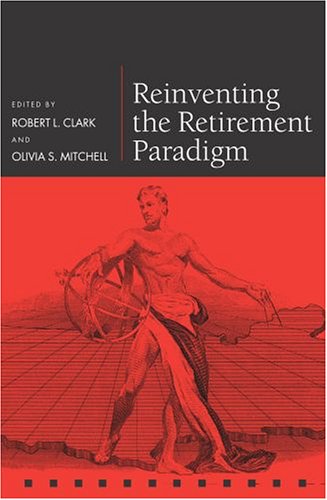 EDITED BY
ROBERT L. CLARK
AND
OLIVIA S. MITCHELL
Reinventing
the Retirement
Paradigm